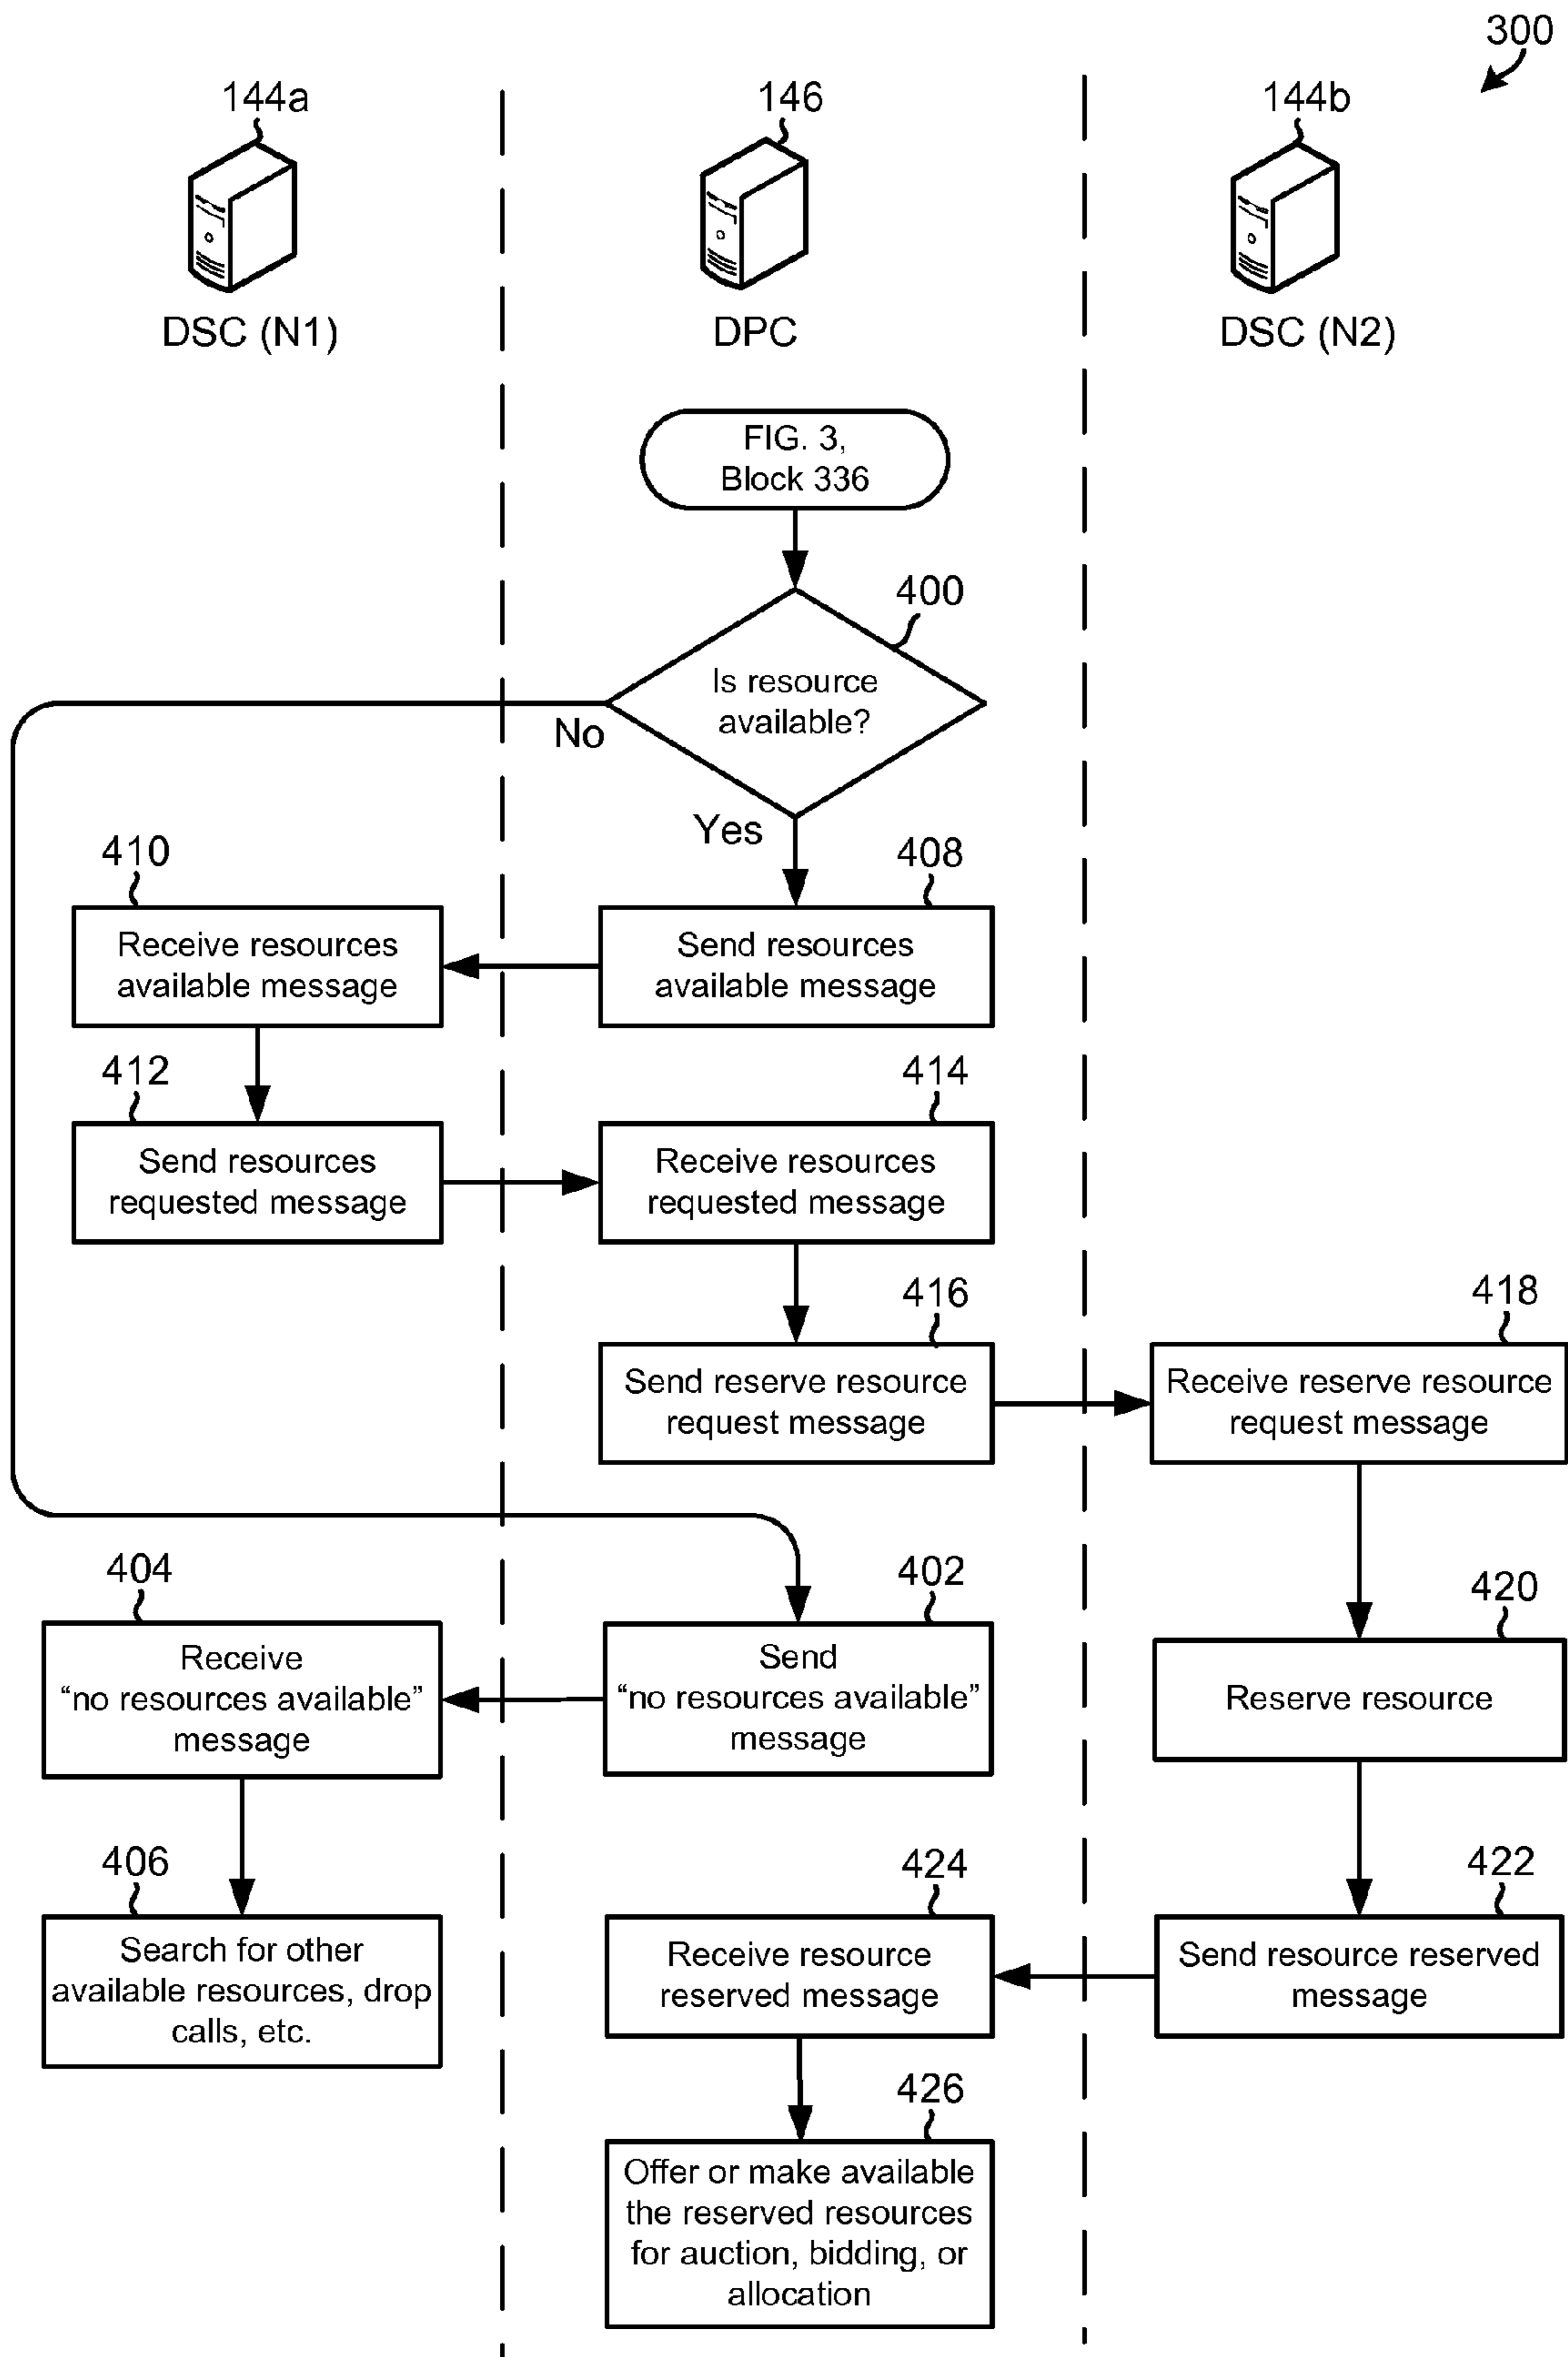 300
144a
146
144b
DSC (N1)
DPC
DSC (N2)
FIG. 3,
Block 336
400
Is resource
available?
No
Yes
410
408
Receive resources
available message
Send resources
available message
412
414
Send resources
requested message
Receive resources
requested message
416
418
Send reserve resource
request message
Receive reserve resource
request message
404
402
420
Receive
“no resources available”
message
Send
“no resources available”
message
Reserve resource
406
424
422
Search for other
available resources, drop
calls, etc.
Receive resource
reserved message
Send resource reserved
message
426
Offer or make available
the reserved resources
for auction, bidding, or
allocation